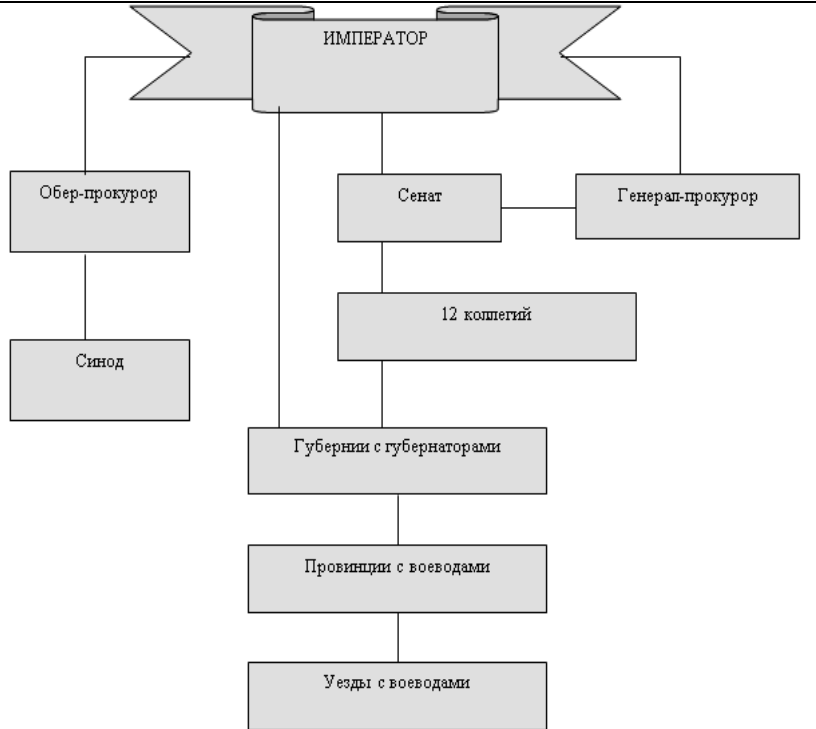 ИМПЕРАТОР
Обер-прокурор
Сенат
Генерал-прокурор
12 коллегий
Синод
Губернии с губернаторами
Провинции с воеводами
Уезды с воеводами